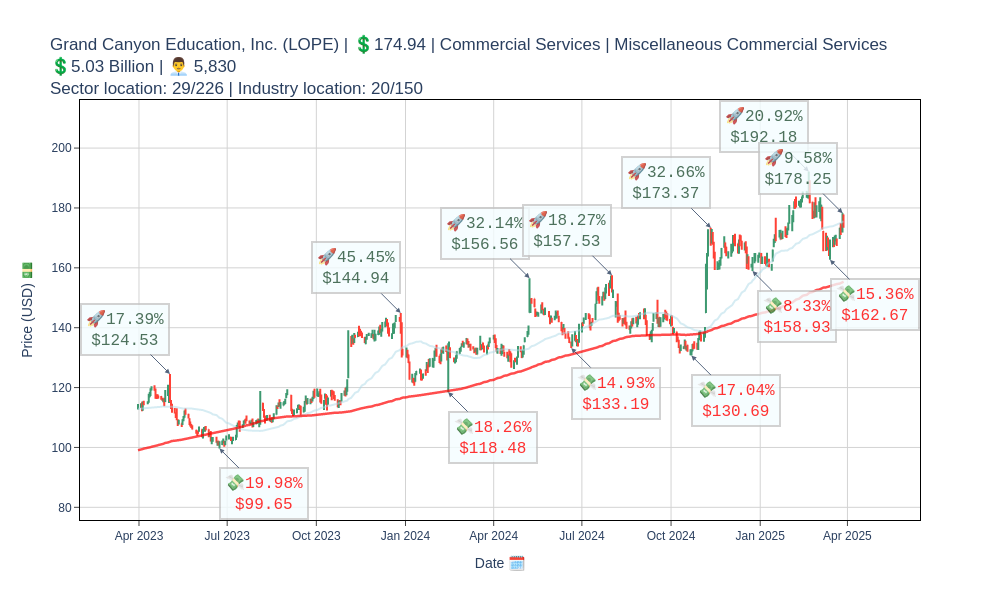 Grand Canyon Education, Inc. (LOPE) | 💲174.94 | Commercial Services | Miscellaneous Commercial Services
💲5.03 Billion | 👨‍💼 5,830
Sector location: 29/226 | Industry location: 20/150
🚀20.92%
$192.18
🚀9.58%
$178.25
🚀32.66%
$173.37
🚀32.14%
$156.56
🚀18.27%
$157.53
🚀45.45%
$144.94
🚀17.39%
$124.53
💸15.36%
$162.67
💸8.33%
$158.93
💸14.93%
$133.19
💸17.04%
$130.69
💸18.26%
$118.48
💸19.98%
$99.65
200
180
160
140
120
100
80
Price (USD) 💵
Apr 2023
Jul 2023
Oct 2023
Jan 2024
Apr 2024
Jul 2024
Oct 2024
Jan 2025
Apr 2025
Date 🗓️